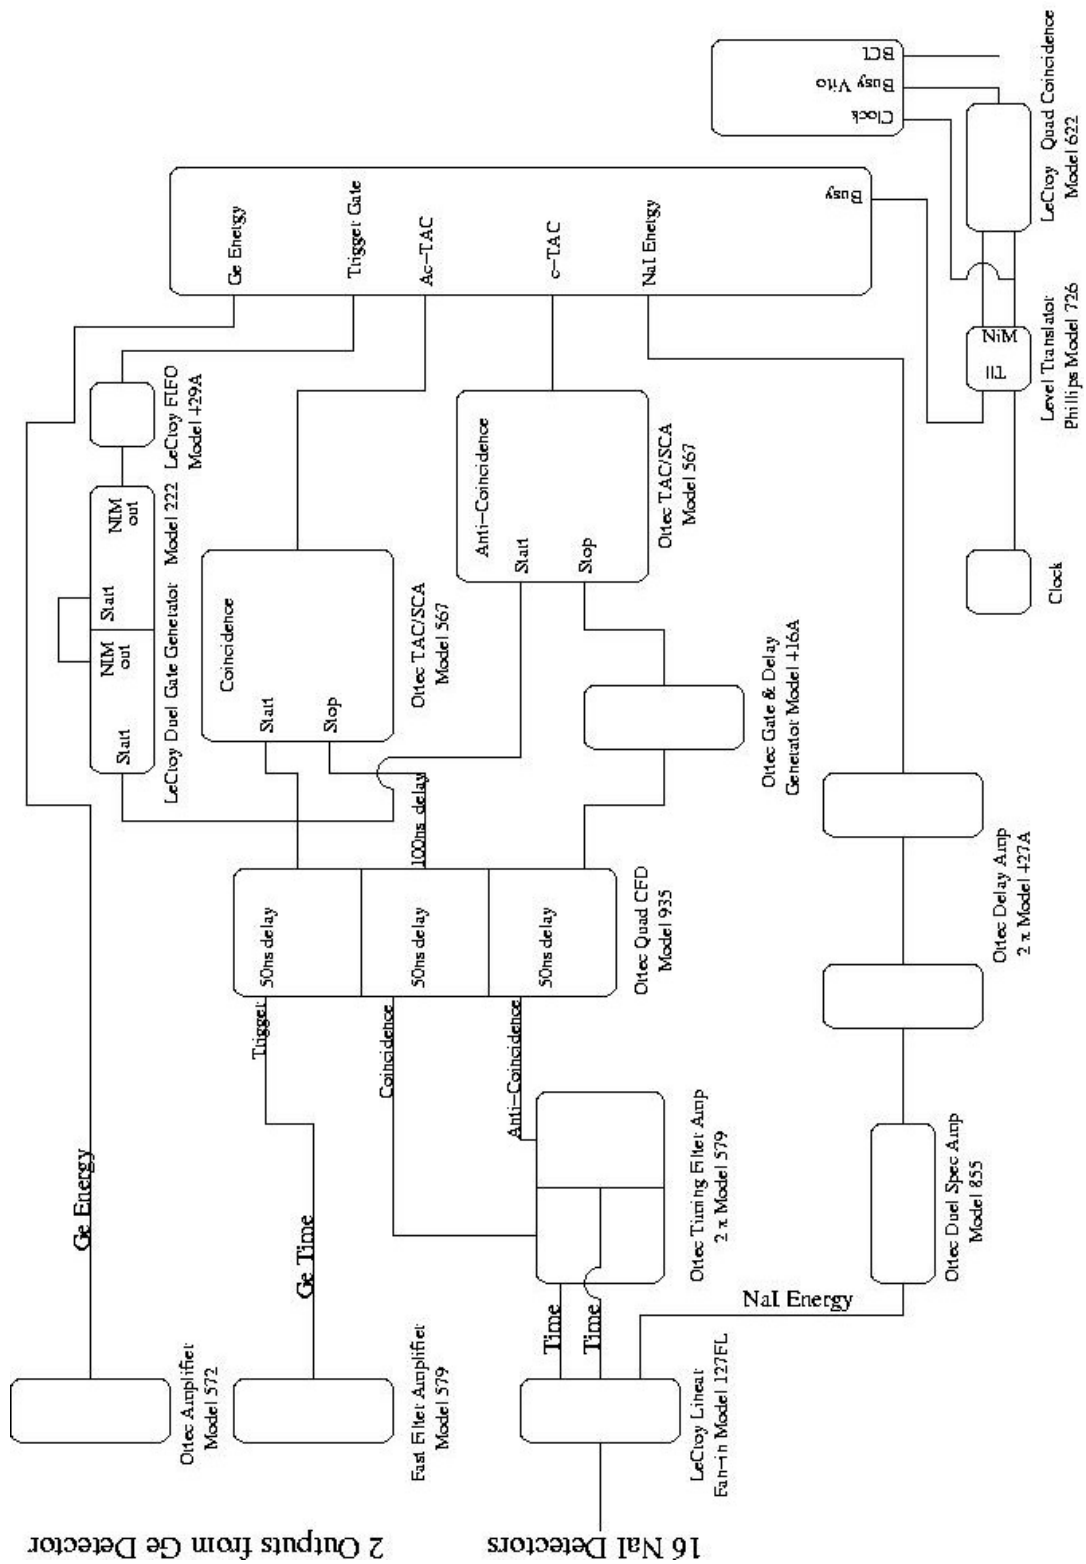 2 Outputs from Ge Detector
16 NaI Detectors
Ortec Amplifier
Model 572
Fast Filter Amplifier
Model 579
LeCroy Linear
Fan-in Model 127FL
Ge Energy
Ge Time
Time
Time
NaI Energy
Ortec Timing Filter Amp
2 x Model 579
Ortec Duel Spec Amp
Model 855
Trigger
Coincidence
Anti-Coincidence
50ns delay
50ns delay
50ns delay
Ortec Quad CFD
Model 935
100ns delay
Ortec Delay Amp
2 x Model 427A
Start
NIM
out
Start
NIM
out
LeCroy Duel Gate Generator Model 222
LeCroy FIFO
Model 429A
Coincidence
Start
Stop
Ortec TAC/SCA
Model 567
Anti-Coincidence
Start
Stop
Ortec TAC/SCA
Model 567
Ortec Gate & Delay
Generator Model 416A
Clock
TTl
NiM
Level Translator
Phillips Model 726
Ge Energy
Trigger Gate
Ac-TAC
c-TAC
NaI Energy
Busy
LeCroy Quad Coincidence
Model 622
Clock
Busy Vito
BCI